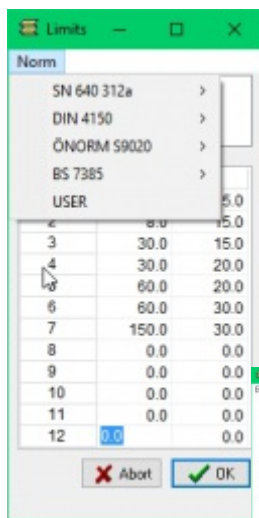 Limits
Norm
SN 640 312a
DIN 4150
ÖNORM S9020
BS 7385
USER
5.0
2 8.0 15.0
3 30.0 15.0
4 30.0 20.0
60.0 20.0
6 60.0 30.0
7 150.0 30.0
8 0.0 0.0
9 0.0 0.0
10 0.0 0.0
11 0.0 0.0
12 0.0 0.0
Abort OK